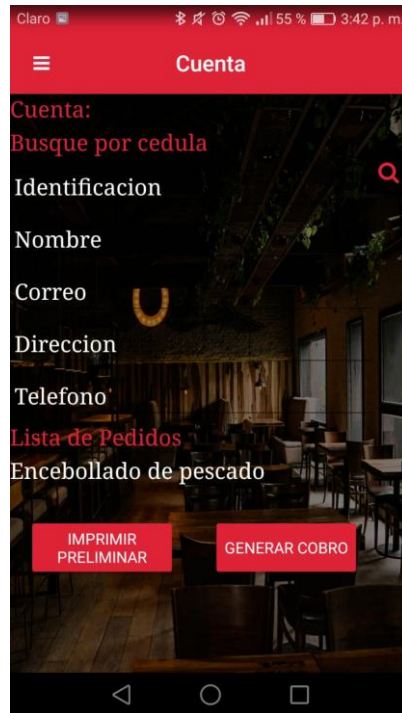 Claro 55 % 3:42 p. m.
Cuenta
Cuenta:
Busque por cedula
Identificacion
Nombre
Correo
Direccion
Telefono
Lista de Pedidos
Encebollado de pescado
IMPRIMIR
PRELIMINAR
GENERAR COBRO